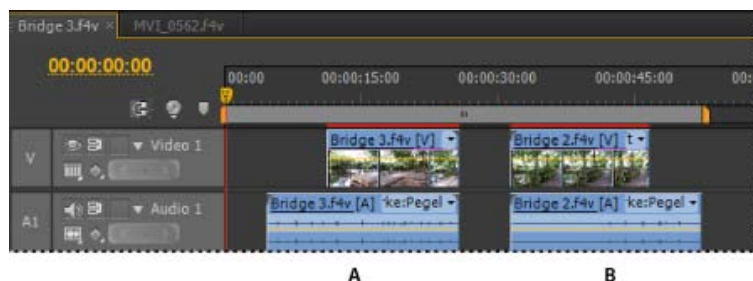 Bridge 3.f4v × MVI_0562.f4v
00:00:00:00
00:00 00:00:15:00 00:00:30:00 00:00:45:00 00:
V Video 1 Bridge 3.f4v [V] Bridge 2.f4v [V] t
A1 Audio 1 Bridge 3.f4v [A] ke:Pegel Bridge 2.f4v [A] ke:Pegel
A B